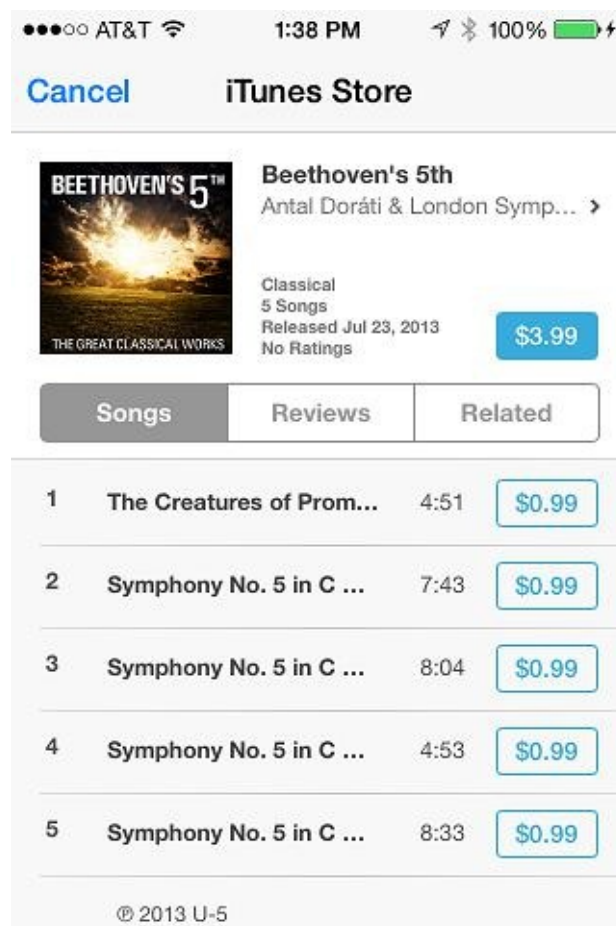 AT&T 1:38 PM 100%
Cancel iTunes Store
BEETHOVEN'S 5TH
THE GREAT CLASSICAL WORKS
Beethoven's 5th
Antal Doráti & London Symp...
Classical
5 Songs
Released Jul 23, 2013
No Ratings
$3.99
Songs Reviews Related
1 The Creatures of Prom... 4:51 $0.99
2 Symphony No. 5 in C ... 7:43 $0.99
3 Symphony No. 5 in C ... 8:04 $0.99
4 Symphony No. 5 in C ... 4:53 $0.99
5 Symphony No. 5 in C ... 8:33 $0.99
℗ 2013 U-5